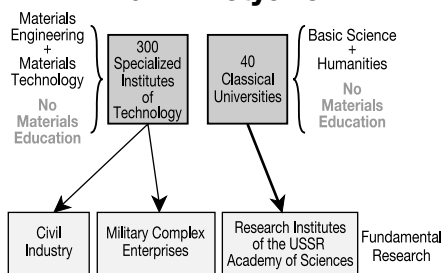 Materials
Engineering
+
Materials
Technology
No
Materials
Education
300
Specialized
Institutes
of
Technology
40
Classical
Universities
Basic Science
+
Humanities
No
Materials
Education
Civil
Industry
Military Complex
Enterprises
Research Institutes
of the USSR
Academy of Sciences
Fundamental
Research